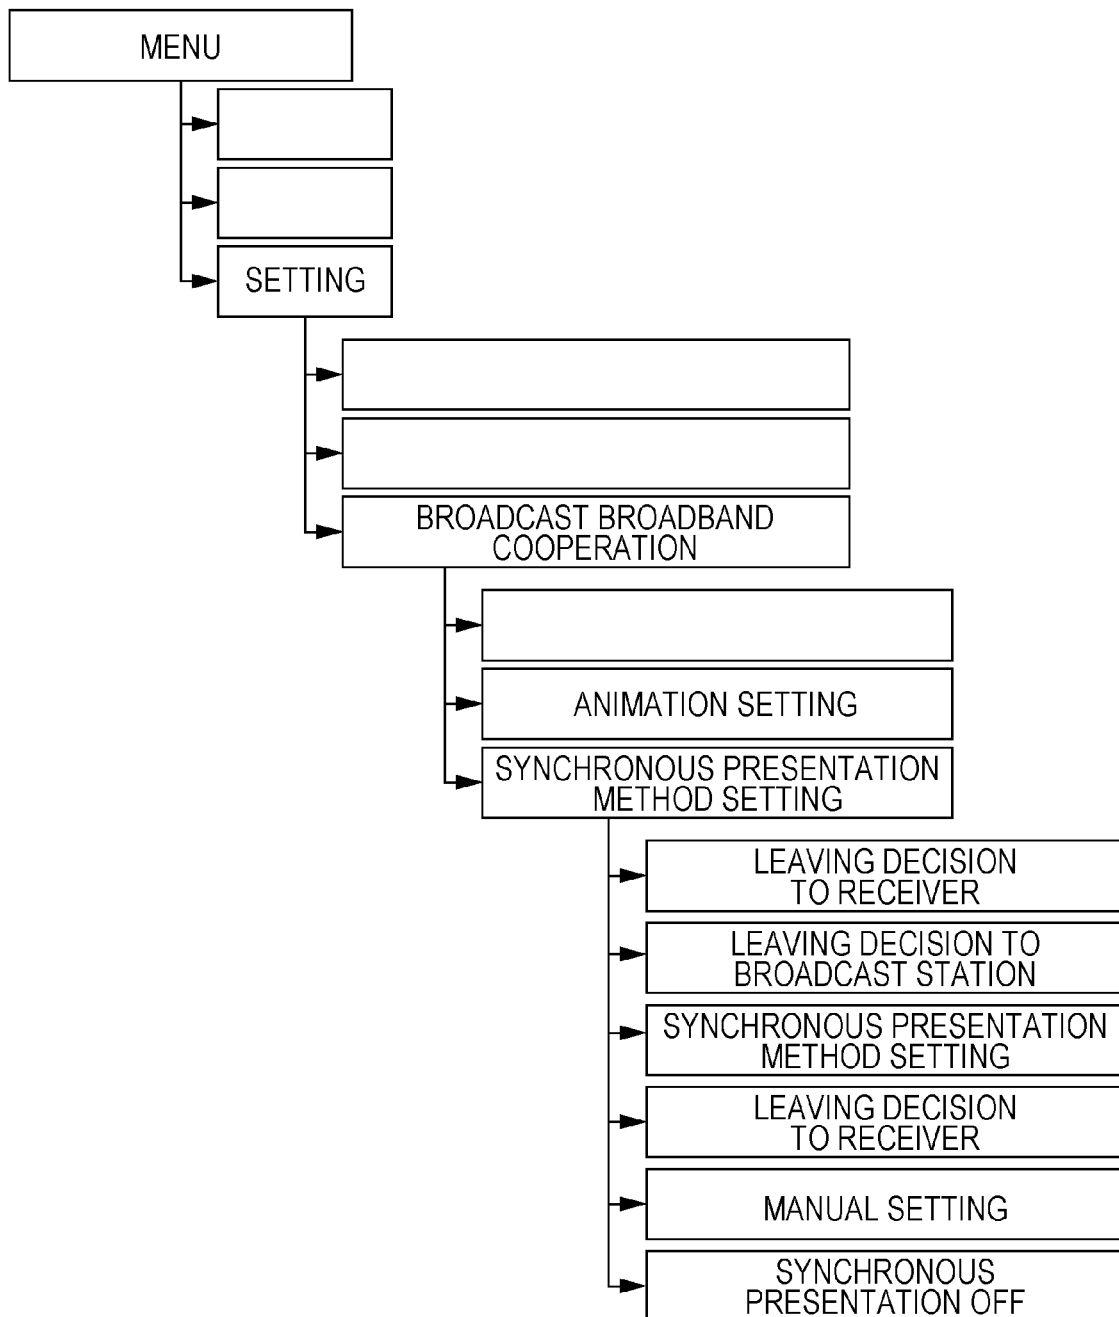 MENU
SETTING
BROADCAST BROADBAND
COOPERATION
ANIMATION SETTING
SYNCHRONOUS PRESENTATION
METHOD SETTING
LEAVING DECISION
TO RECEIVER
LEAVING DECISION TO
BROADCAST STATION
SYNCHRONOUS PRESENTATION
METHOD SETTING
LEAVING DECISION
TO RECEIVER
MANUAL SETTING
SYNCHRONOUS
PRESENTATION OFF